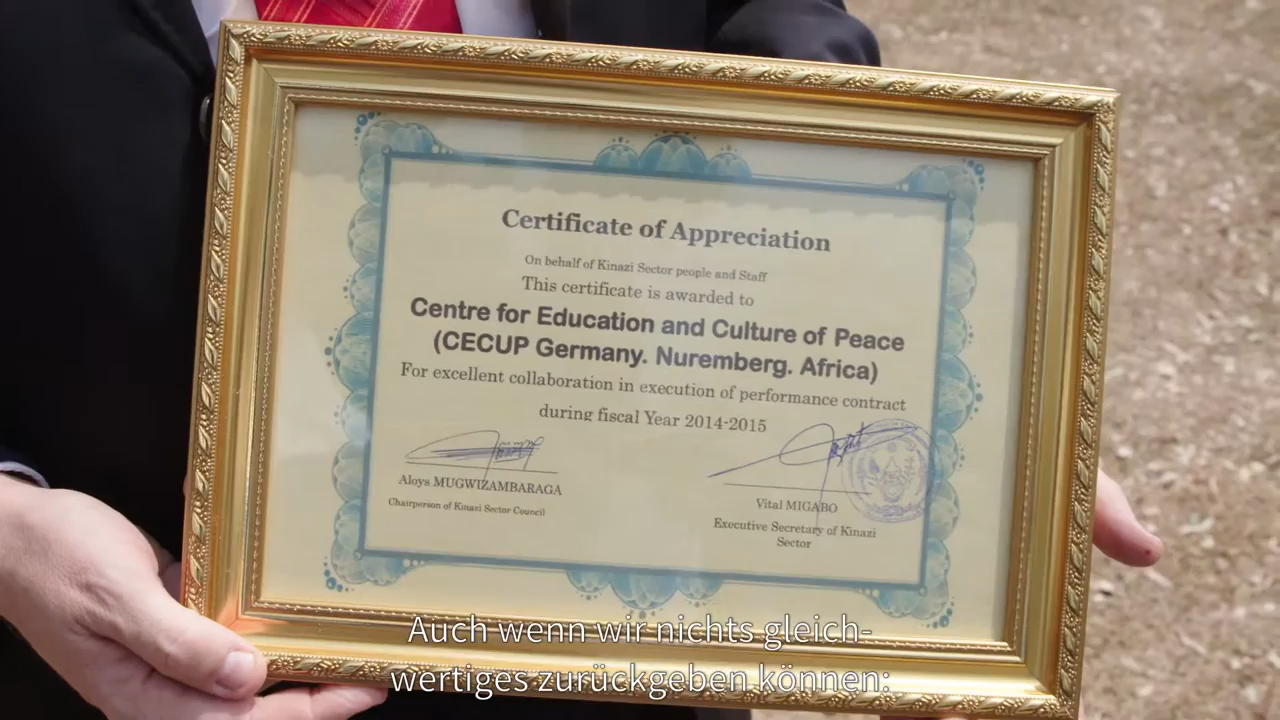 Certificate of Appreciation
On behalf of Kinazi Sector people and Staff
This certificate is awarded to
Centre for Education and Culture of Peace
(CECUP Germany. Nuremberg. Africa)
For excellent collaboration in execution of performance contract
during fiscal Year 2014-2015
Aloys MUGWIZAMBARAGA
Chairperson of Kinazi Sector Council
Vital MIGABO
Executive Secretary of Kinazi
Sector
Auch wenn wir nichts gleich-
wertiges zurückgeben können: